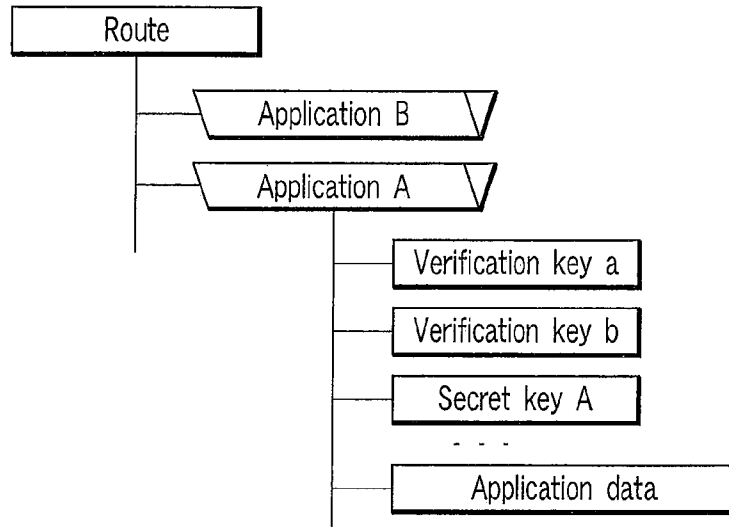 Route
Application B
Application A
Verification key a
Verification key b
Secret key A
- - -
Application data